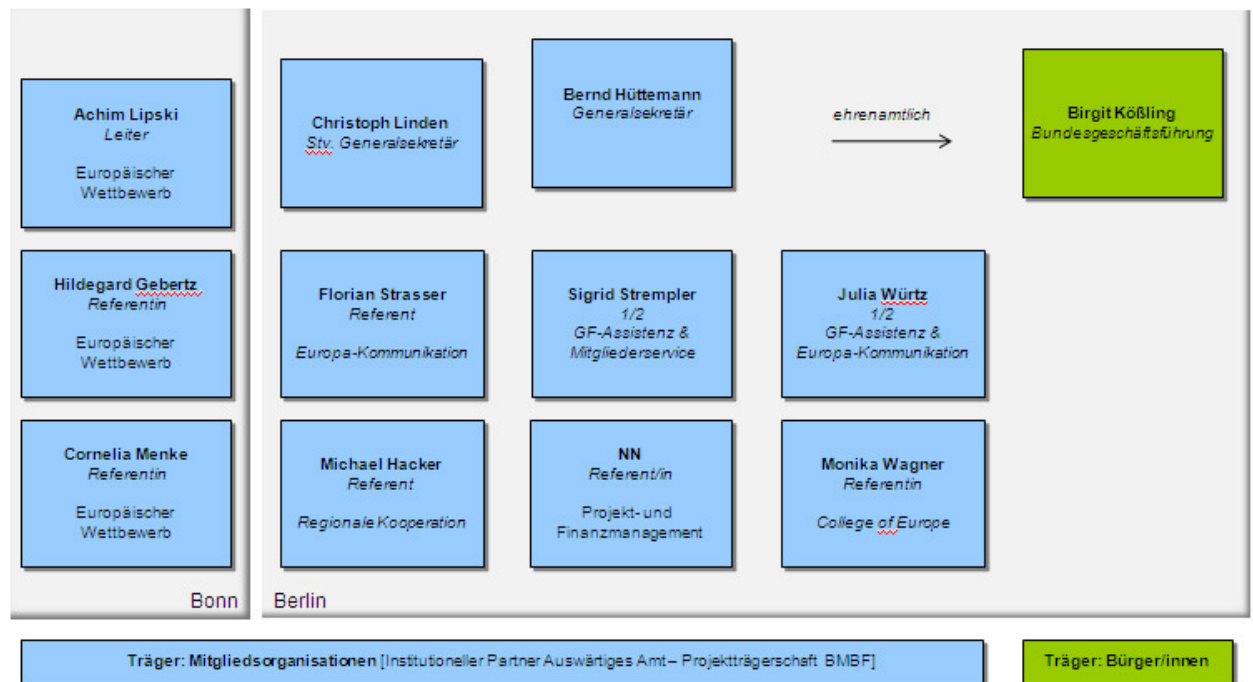 Achim Lipski
Leiter
Europäischer
Wettbewerb
Hildegard Gebertz
Referentin
Europäischer
Wettbewerb
Cornelia Menke
Referentin
Europäischer
Wettbewerb
Bonn
Christoph Linden
Stv. Generalsekretär
Bernd Hüttemann
Generalsekretär
ehrenamtlich
Birgit Kößling
Bundesgeschäftsführung
Florian Strasser
Referent
Europa-Kommunikation
Sigrid Strempler
1/2
GF-Assistenz &
Mitgliederservice
Julia Würtz
1/2
GF-Assistenz &
Europa-Kommunikation
Michael Hacker
Referent
Regionale Kooperation
NN
Referent/in
Projekt- und
Finanzmanagement
Monika Wagner
Referentin
College of Europe
Berlin
Träger: Mitgliedsorganisationen [Institutioneller Partner Auswärtiges Amt – Projektträgerschaft BMBF]
Träger: Bürger/innen